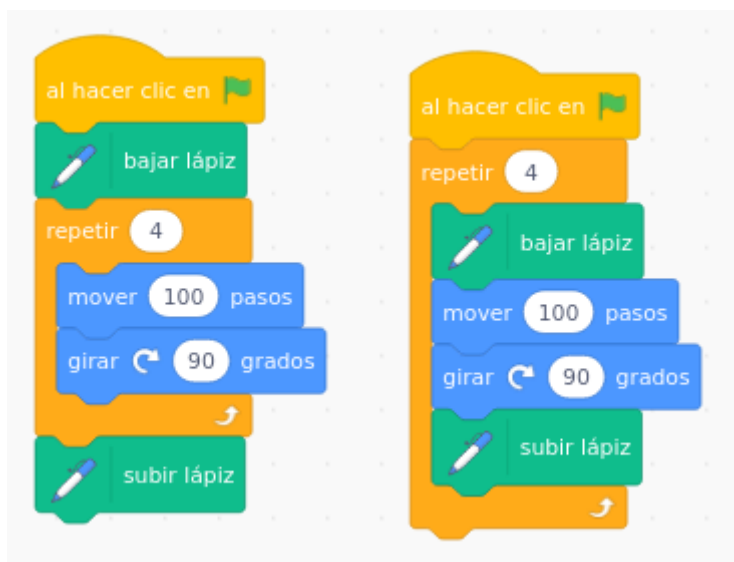 al hacer clic en
bajar lápiz
repetir 4
mover 100 pasos
girar 90 grados
subir lápiz
al hacer clic en
repetir 4
bajar lápiz
mover 100 pasos
girar 90 grados
subir lápiz